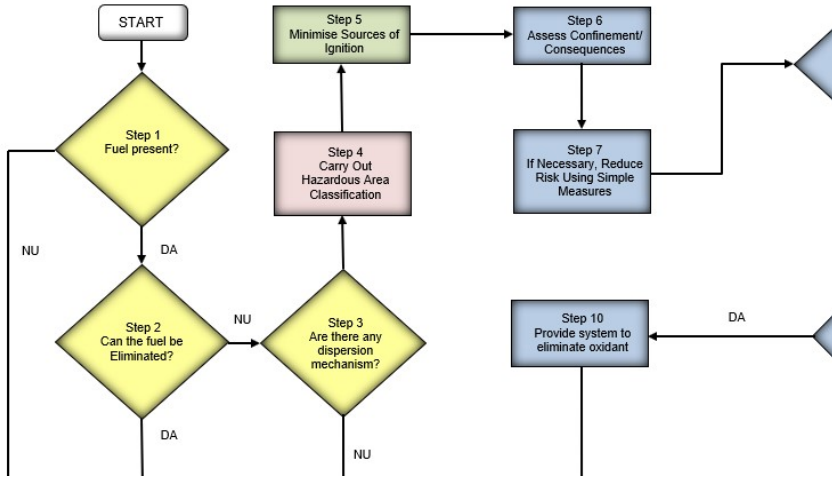 START
Step 1
Fuel present?
NU
DA
Step 2
Can the fuel be
Eliminated?
NU
DA
Step 3
Are there any
dispersion
mechanism?
NU
Step 4
Carry Out
Hazardous Area
Classification
Step 5
Minimise Sources of
Ignition
Step 6
Assess Confinement/
Consequences
Step 7
If Necessary, Reduce
Risk Using Simple
Measures
Step 10
Provide system to
eliminate oxidant
DA